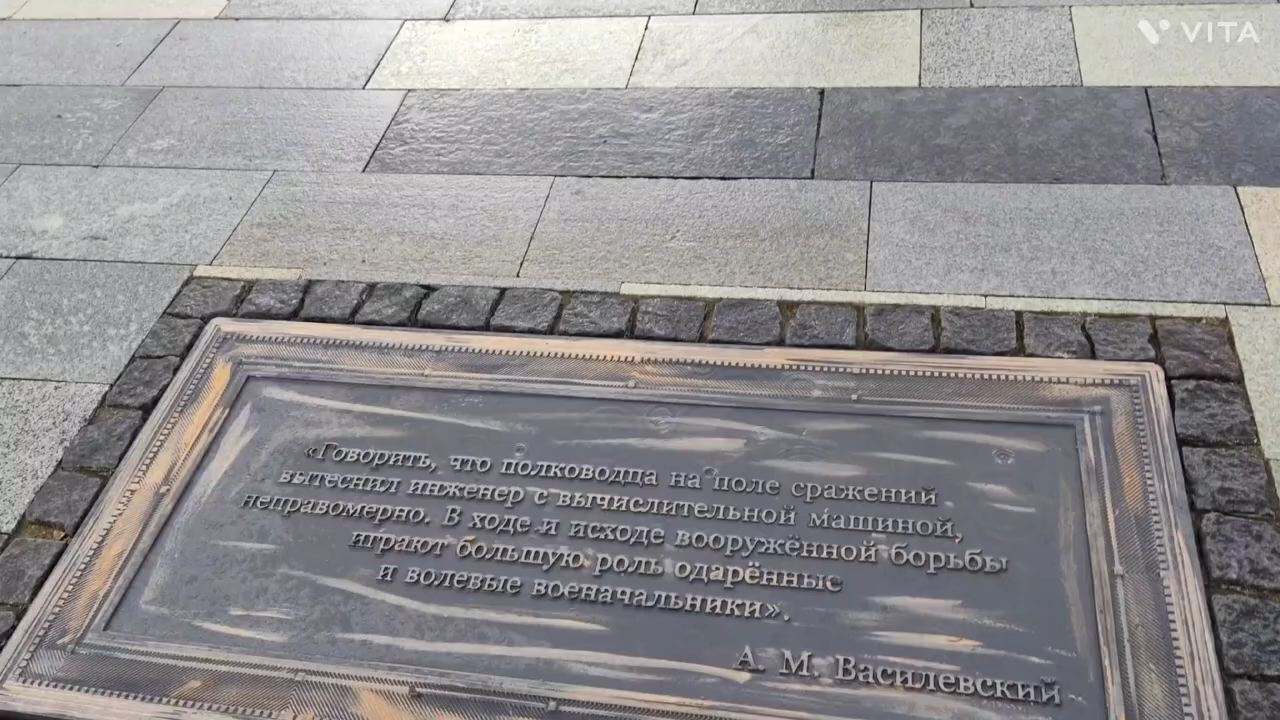 VITA
«Говорить, что полководца на поле сражений
вытеснил инженер с вычислительной машиной,
неправомерно. В ходе и исходе вооружённой борьбы
играют большую роль одарённые
и волевые военачальники».
А. М. Василевский